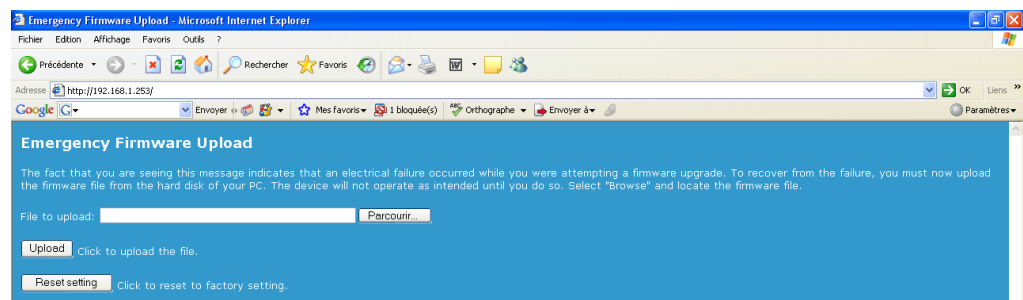 Emergency Firmware Upload - Microsoft Internet Explorer
Fichier Edition Affichage Favoris Outils ?
Précédente Rechercher Favoris
Adresse http://192.168.1.253/ OK Liens »
Google G Envoyer Mes favoris 1 bloquée(s) ABC Orthographe Envoyer à Paramètres
Emergency Firmware Upload
The fact that you are seeing this message indicates that an electrical failure occurred while you were attempting a firmware upgrade. To recover from the failure, you must now upload
the firmware file from the hard disk of your PC. The device will not operate as intended until you do so. Select "Browse" and locate the firmware file.
File to upload: Parcourir...
Upload Click to upload the file.
Reset setting Click to reset to factory setting.